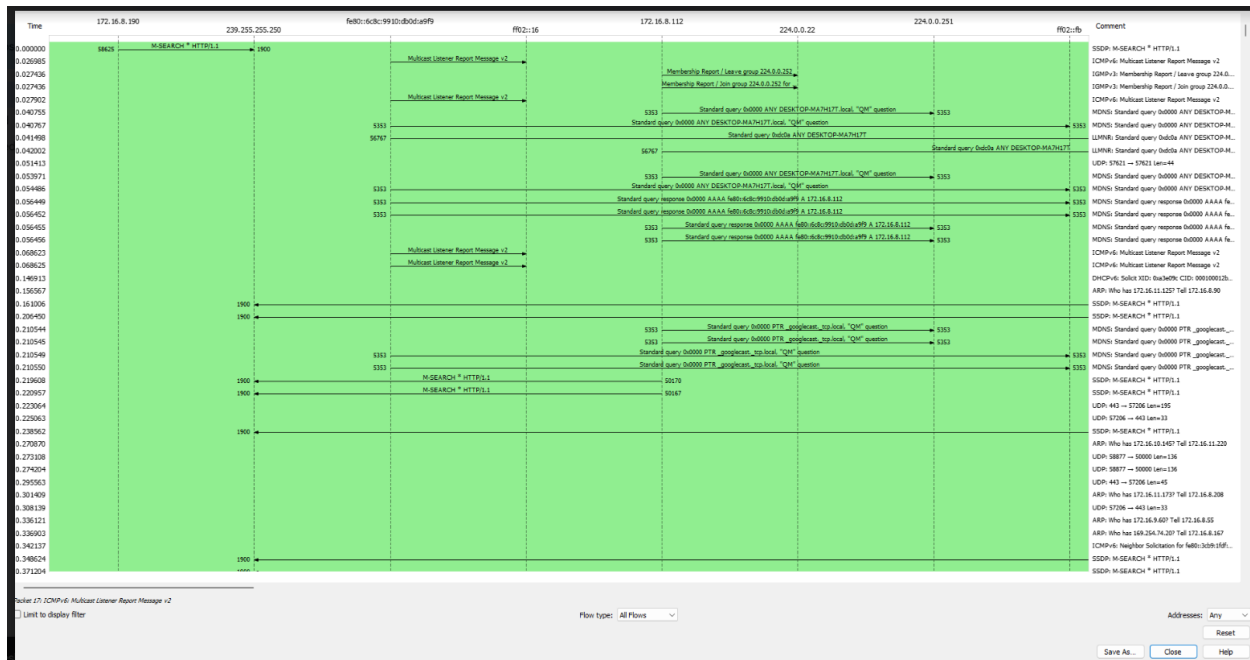 Time 172.16.8.190 239.255.255.250 fe80::6c8c:9910:db0d:a9f9 ff02::16 172.16.8.112 224.0.0.22 224.0.0.251 ff02::fb Comment
0.000000 58625 M-SEARCH * HTTP/1.1 1900 SSDP: M-SEARCH * HTTP/1.1
0.026985 Multicast Listener Report Message v2 ICMPv6: Multicast Listener Report Message v2
0.027436 Membership Report / Leave group 224.0.0.252 IGMPv3: Membership Report / Leave group 224.0....
0.027436 Membership Report / Join group 224.0.0.252 for IGMPv3: Membership Report / Join group 224.0.0....
0.027902 Multicast Listener Report Message v2 ICMPv6: Multicast Listener Report Message v2
0.040755 5353 Standard query 0x0000 ANY DESKTOP-MA7H17T.local, "QM" question 5353 MDNS: Standard query 0x0000 ANY DESKTOP-M...
0.040767 5353 Standard query 0x0000 ANY DESKTOP-MA7H17T.local, "QM" question 5353 MDNS: Standard query 0x0000 ANY DESKTOP-M...
0.041498 56767 Standard query 0xdc0a ANY DESKTOP-MA7H17T LLMNR: Standard query 0xdc0a ANY DESKTOP-M...
0.042002 56767 Standard query 0xdc0a ANY DESKTOP-MA7H17T LLMNR: Standard query 0xdc0a ANY DESKTOP-M...
0.051413 UDP: 57621 → 57621 Len=44
0.053971 5353 Standard query 0x0000 ANY DESKTOP-MA7H17T.local, "QM" question 5353 MDNS: Standard query 0x0000 ANY DESKTOP-M...
0.054486 5353 Standard query 0x0000 ANY DESKTOP-MA7H17T.local, "QM" question 5353 MDNS: Standard query 0x0000 ANY DESKTOP-M...
0.056449 5353 Standard query response 0x0000 AAAA fe80::6c8c:9910:db0d:a9f9 A 172.16.8.112 5353 MDNS: Standard query response 0x0000 AAAA fe...
0.056452 5353 Standard query response 0x0000 AAAA fe80::6c8c:9910:db0d:a9f9 A 172.16.8.112 5353 MDNS: Standard query response 0x0000 AAAA fe...
0.056455 5353 Standard query response 0x0000 AAAA fe80::6c8c:9910:db0d:a9f9 A 172.16.8.112 5353 MDNS: Standard query response 0x0000 AAAA fe...
0.056456 5353 Standard query response 0x0000 AAAA fe80::6c8c:9910:db0d:a9f9 A 172.16.8.112 5353 MDNS: Standard query response 0x0000 AAAA fe...
0.068623 Multicast Listener Report Message v2 ICMPv6: Multicast Listener Report Message v2
0.068625 Multicast Listener Report Message v2 ICMPv6: Multicast Listener Report Message v2
0.146913 DHCPv6: Solicit XID: 0xa3e09c CID: 000100012b...
0.156567 ARP: Who has 172.16.11.125? Tell 172.16.8.90
0.161006 1900 SSDP: M-SEARCH * HTTP/1.1
0.206450 1900 SSDP: M-SEARCH * HTTP/1.1
0.210544 5353 Standard query 0x0000 PTR _googlecast._tcp.local, "QM" question 5353 MDNS: Standard query 0x0000 PTR _googlecast._...
0.210545 5353 Standard query 0x0000 PTR _googlecast._tcp.local, "QM" question 5353 MDNS: Standard query 0x0000 PTR _googlecast._...
0.210549 5353 Standard query 0x0000 PTR _googlecast._tcp.local, "QM" question 5353 MDNS: Standard query 0x0000 PTR _googlecast._...
0.210550 5353 Standard query 0x0000 PTR _googlecast._tcp.local, "QM" question 5353 MDNS: Standard query 0x0000 PTR _googlecast._...
0.219608 1900 M-SEARCH * HTTP/1.1 50170 SSDP: M-SEARCH * HTTP/1.1
0.220957 1900 M-SEARCH * HTTP/1.1 50167 SSDP: M-SEARCH * HTTP/1.1
0.223064 UDP: 443 → 57206 Len=195
0.225063 UDP: 57206 → 443 Len=33
0.238562 1900 SSDP: M-SEARCH * HTTP/1.1
0.270870 ARP: Who has 172.16.10.145? Tell 172.16.11.220
0.273108 UDP: 58877 → 50000 Len=136
0.274204 UDP: 58877 → 50000 Len=136
0.295563 UDP: 443 → 57206 Len=45
0.301409 ARP: Who has 172.16.11.173? Tell 172.16.8.208
0.308139 UDP: 57206 → 443 Len=33
0.336121 ARP: Who has 172.16.9.60? Tell 172.16.8.55
0.336903 ARP: Who has 169.254.74.20? Tell 172.16.8.167
0.342137 ICMPv6: Neighbor Solicitation for fe80::3cb9:1fdf:...
0.348624 1900 SSDP: M-SEARCH * HTTP/1.1
0.371204 1900 SSDP: M-SEARCH * HTTP/1.1
Packet 17: ICMPv6: Multicast Listener Report Message v2
Limit to display filter Flow type: All Flows Addresses: Any
Reset
Save As... Close Help